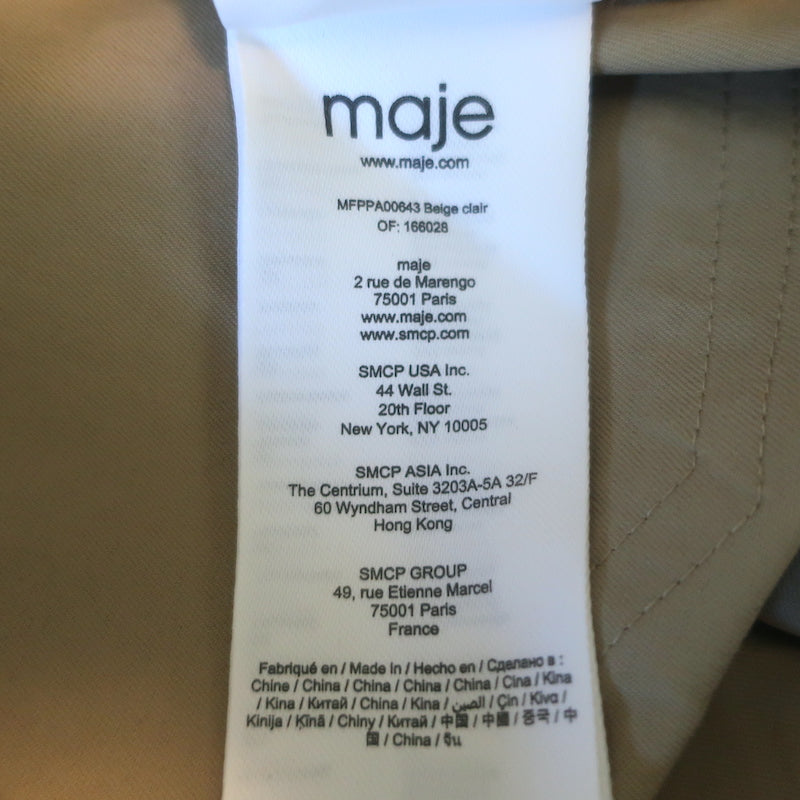 maje
www.maje.com
MFPPA00643 Beige clair
OF: 166028
maje
2 rue de Marengo
75001 Paris
www.maje.com
www.smcp.com
SMCP USA Inc.
44 Wall St.
20th Floor
New York, NY 10005
SMCP ASIA Inc.
The Centrium, Suite 3203A-5A 32/F
60 Wyndham Street, Central
Hong Kong
SMCP GROUP
49, rue Etienne Marcel
75001 Paris
France
Fabriqué en / Made in / Hecho en / Сделано в :
Chine / China / China / China / China / Cina / Kina
/ Kina / Китай / China / Kina / الصين / Çin / Kiva /
Kinija / Ķīnā / Chiny / Китай / 中国 / 中國 / 중국 / 中
国 / China / จีน